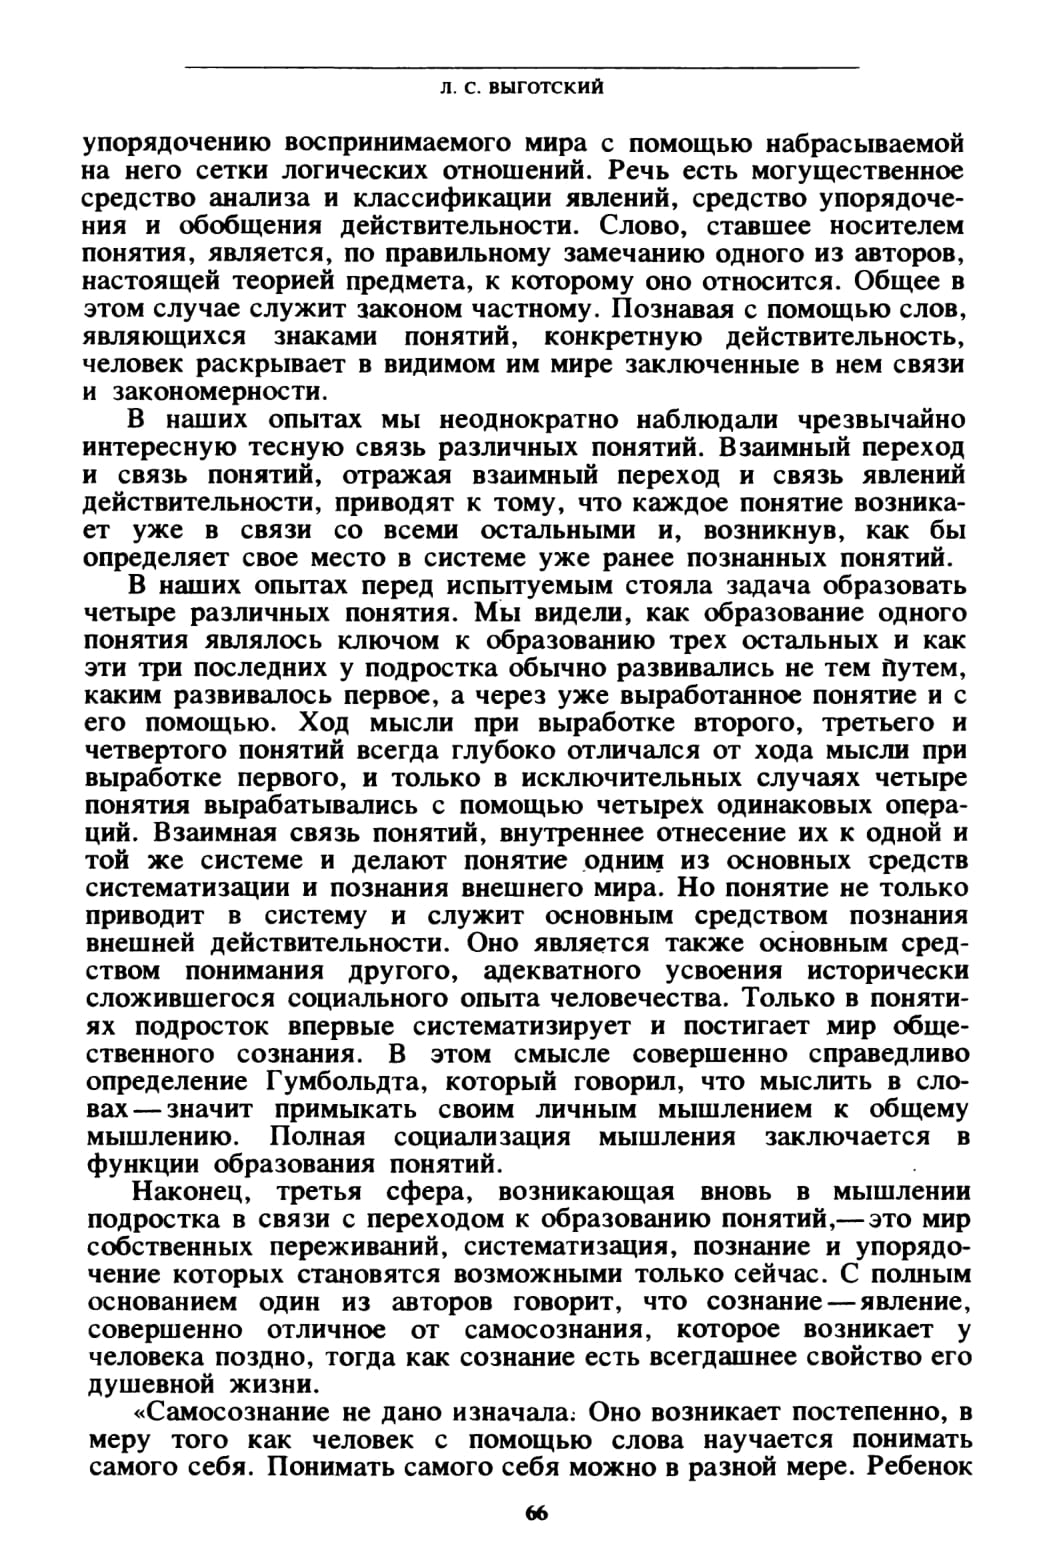 Л. С. ВЫГОТСКИЙ
упорядочению воспринимаемого мира с помощью набрасываемой
на него сетки логических отношений. Речь есть могущественное
средство анализа и классификации явлений, средство упорядоче-
ния и обобщения действительности. Слово, ставшее носителем
понятия, является, по правильному замечанию одного из авторов,
настоящей теорией предмета, к которому оно относится. Общее в
этом случае служит законом частному. Познавая с помощью слов,
являющихся знаками понятий, конкретную действительность,
человек раскрывает в видимом им мире заключенные в нем связи
и закономерности.
В наших опытах мы неоднократно наблюдали чрезвычайно
интересную тесную связь различных понятий. Взаимный переход
и связь понятий, отражая взаимный переход и связь явлений
действительности, приводят к тому, что каждое понятие возника-
ет уже в связи со всеми остальными и, возникнув, как бы
определяет свое место в системе уже ранее познанных понятий.
В наших опытах перед испытуемым стояла задача образовать
четыре различных понятия. Мы видели, как образование одного
понятия являлось ключом к образованию трех остальных и как
эти три последних у подростка обычно развивались не тем путем,
каким развивалось первое, а через уже выработанное понятие и с
его помощью. Ход мысли при выработке второго, третьего и
четвертого понятий всегда глубоко отличался от хода мысли при
выработке первого, и только в исключительных случаях четыре
понятия вырабатывались с помощью четырех одинаковых опера-
ций. Взаимная связь понятий, внутреннее отнесение их к одной и
той же системе и делают понятие одним из основных средств
систематизации и познания внешнего мира. Но понятие не только
приводит в систему и служит основным средством познания
внешней действительности. Оно является также основным сред-
ством понимания другого, адекватного усвоения исторически
сложившегося социального опыта человечества. Только в поняти-
ях подросток впервые систематизирует и постигает мир обще-
ственного сознания. В этом смысле совершенно справедливо
определение Гумбольдта, который говорил, что мыслить в сло-
вах — значит примыкать своим личным мышлением к общему
мышлению. Полная социализация мышления заключается в
функции образования понятий.
Наконец, третья сфера, возникающая вновь в мышлении
подростка в связи с переходом к образованию понятий,— это мир
собственных переживаний, систематизация, познание и упорядо-
чение которых становятся возможными только сейчас. С полным
основанием один из авторов говорит, что сознание — явление,
совершенно отличное от самосознания, которое возникает у
человека поздно, тогда как сознание есть всегдашнее свойство его
душевной жизни.
«Самосознание не дано изначала. Оно возникает постепенно, в
меру того как человек с помощью слова научается понимать
самого себя. Понимать самого себя можно в разной мере. Ребенок
66